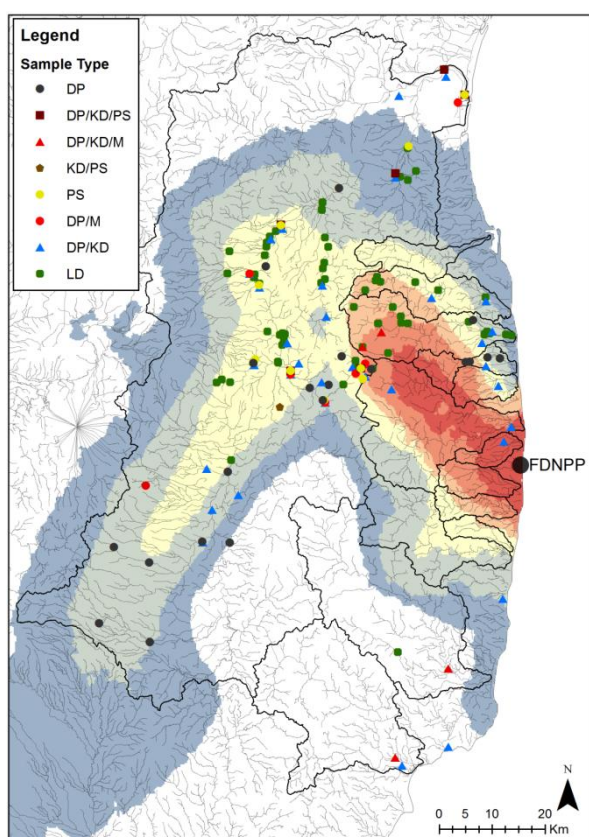 Legend
Sample Type
DP
DP/KD/PS
DP/KD/M
KD/PS
PS
DP/M
DP/KD
LD
FDNPP
N
0 5 10 20
Km